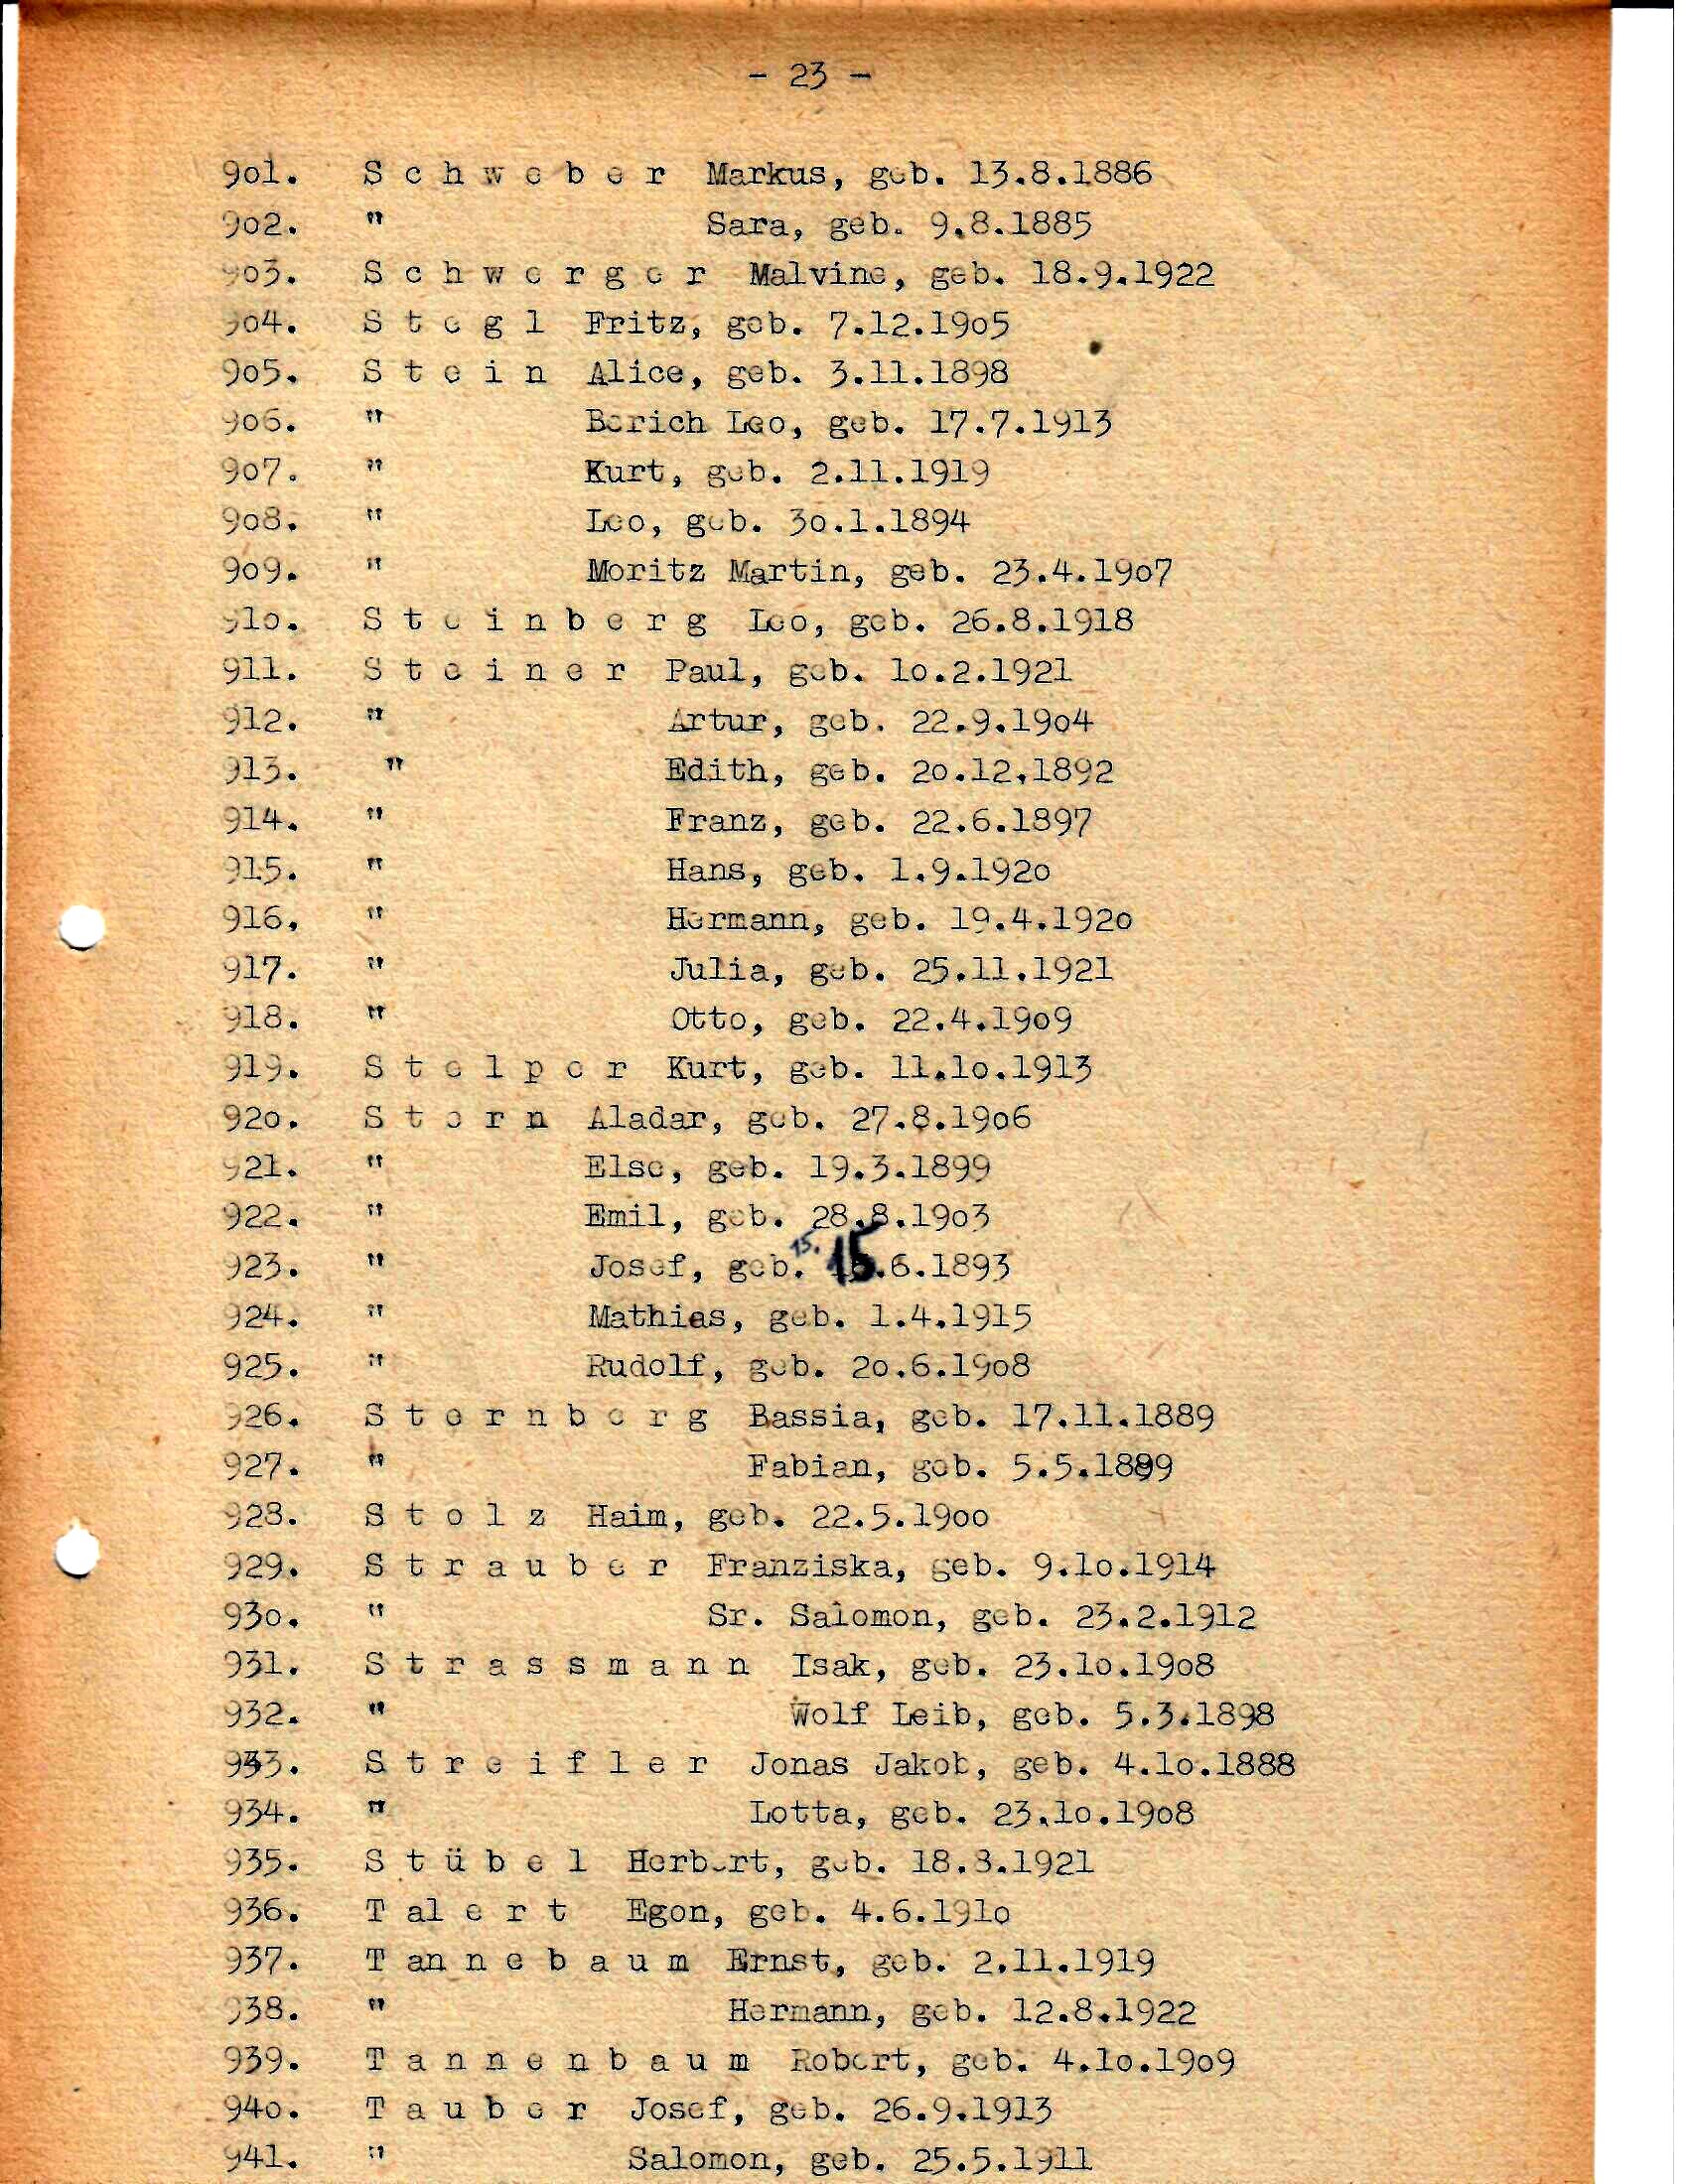 - 23 -
9o1. S c h w e b e r Markus, geb. 13.8.1886
9o2. " Sara, geb. 9.8.1885
9o3. S c h w e r g e r Malvine, geb. 18.9.1922
9o4. S t e g l Fritz, geb. 7.12.19o5
9o5. S t e i n Alice, geb. 3.11.1898
9o6. " Berich Leo, geb. 17.7.1913
9o7. " Kurt, geb. 2.11.1919
9o8. " Leo, geb. 3o.1.1894
9o9. " Moritz Martin, geb. 23.4.19o7
91o. S t e i n b e r g Leo, geb. 26.8.1918
911. S t e i n e r Paul, geb. 1o.2.1921
912. " Artur, geb. 22.9.19o4
913. " Edith, geb. 2o.12.1892
914. " Franz, geb. 22.6.1897
915. " Hans, geb. 1.9.192o
916. " Hermann, geb. 19.4.192o
917. " Julia, geb. 25.11.1921
918. " Otto, geb. 22.4.19o9
919. S t e l p e r Kurt, geb. 11.1o.1913
92o. S t e r n Aladar, geb. 27.8.19o6
921. " Else, geb. 19.3.1899
922. " Emil, geb. 28.8.19o3
923. " Josef, geb. 15. 15.6.1893
924. " Mathias, geb. 1.4.1915
925. " Rudolf, geb. 2o.6.19o8
926. S t e r n b e r g Bassia, geb. 17.11.1889
927. " Fabian, geb. 5.5.1889
928. S t o l z Haim, geb. 22.5.19oo
929. S t r a u b e r Franziska, geb. 9.1o.1914
93o. " Sr. Salomon, geb. 23.2.1912
931. S t r a s s m a n n Isak, geb. 23.1o.19o8
932. " Wolf Leib, geb. 5.3.1898
933. S t r e i f l e r Jonas Jakob, geb. 4.1o.1888
934. " Lotta, geb. 23.1o.19o8
935. S t ü b e l Herbert, geb. 18.3.1921
936. T al e r t Egon, geb. 4.6.191o
937. T an n e b a u m Ernst, geb. 2.11.1919
938. " Hermann, geb. 12.8.1922
939. T a n n e n b a u m Robert, geb. 4.1o.19o9
94o. T a u b e r Josef, geb. 26.9.1913
941. " Salomon, geb. 25.5.1911